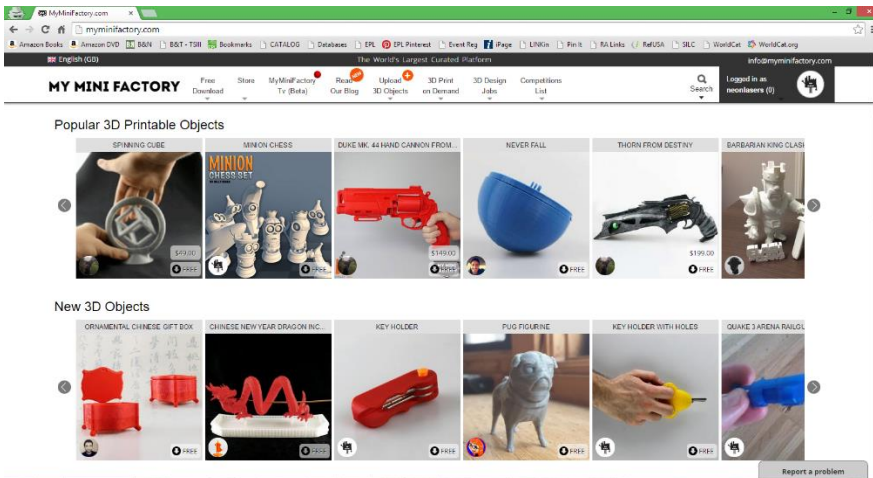 MyMiniFactory.com
myminifactory.com
Amazon Books Amazon DVD B&N B&T - TSIII Bookmarks CATALOG Databases EPL EPL Pinterest Event Reg iPage LINKin Pin It RA Links RefUSA SILC WorldCat WorldCat.org
English (GB) The World's Largest Curated Platform info@myminifactory.com
MY MINI FACTORY
Free Download
Store
MyMiniFactory Tv (Beta)
Read Our Blog
Upload 3D Objects
3D Print on Demand
3D Design Jobs
Competitions List
Search
Logged in as
neonlasers (0)
Popular 3D Printable Objects
SPINNING CUBE MINION CHESS DUKE MK. 44 HAND CANNON FROM... NEVER FALL THORN FROM DESTINY BARBARIAN KING CLASH
MINION
CHESS SET
$49.00 $149.00 $199.00
FREE FREE FREE FREE FREE
New 3D Objects
ORNAMENTAL CHINESE GIFT BOX CHINESE NEW YEAR DRAGON INC... KEY HOLDER PUG FIGURINE KEY HOLDER WITH HOLES QUAKE 3 ARENA RAILGU
FREE FREE FREE FREE FREE
Report a problem